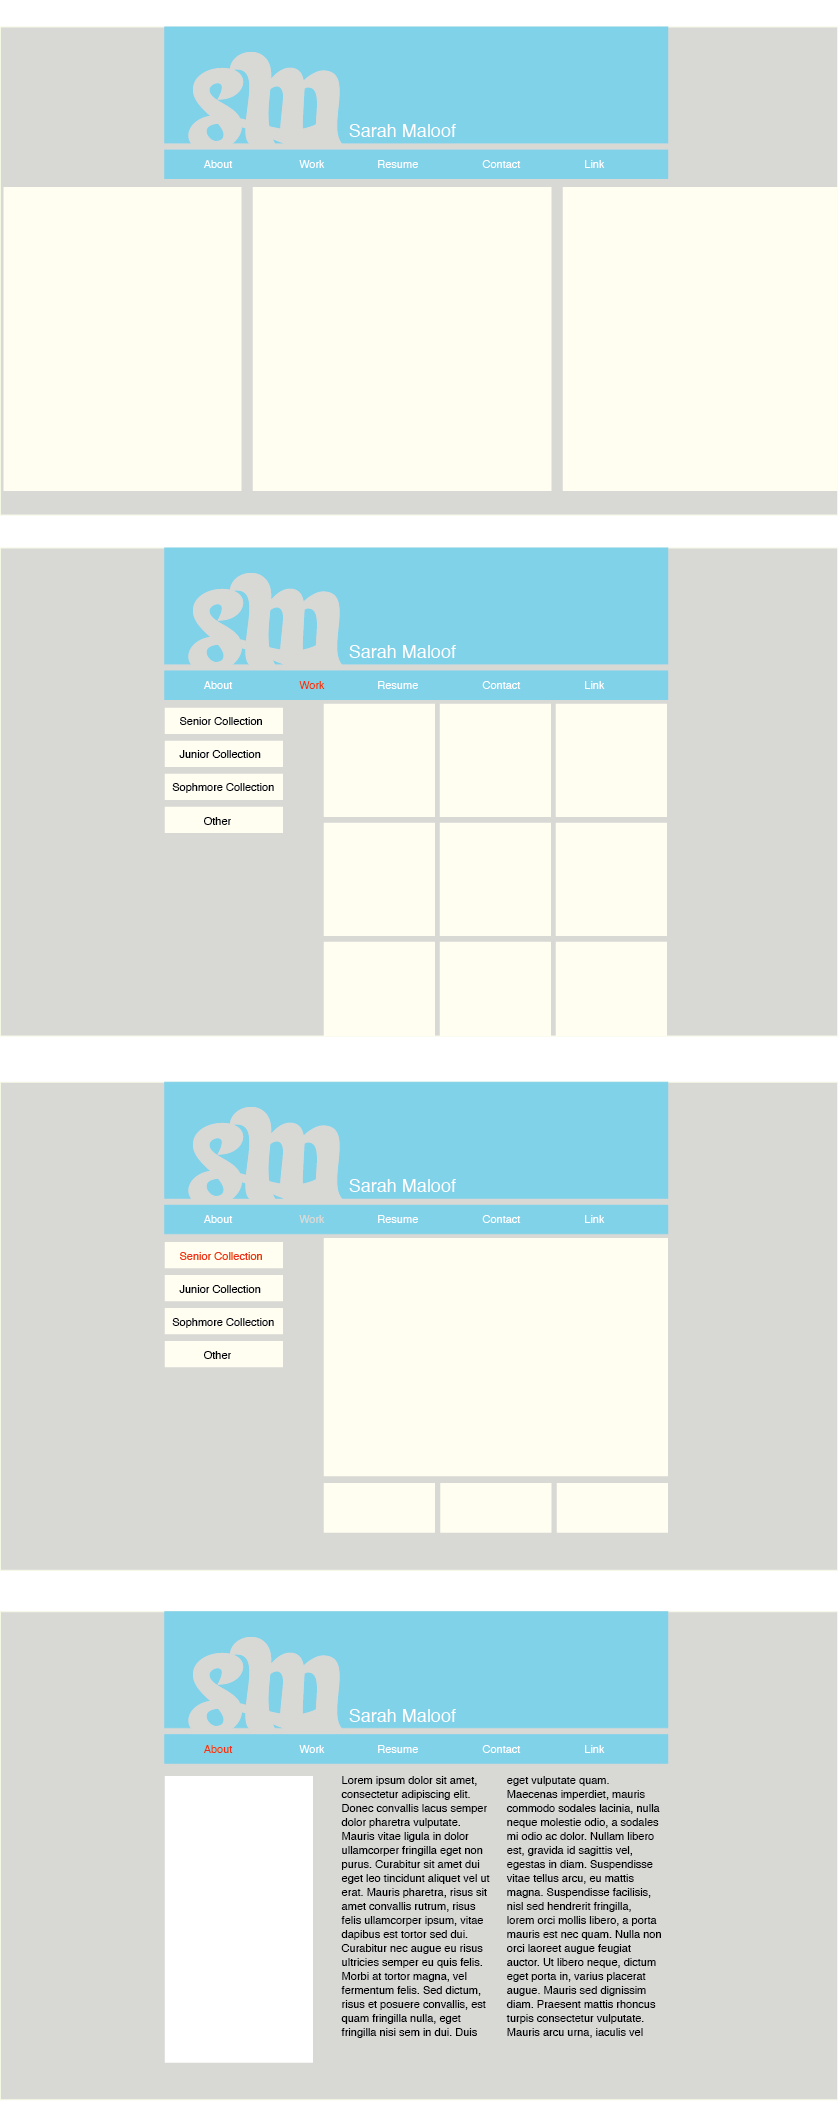 sm
Sarah Maloof
About Work Resume Contact Link
sm
Sarah Maloof
About Work Resume Contact Link
Senior Collection
Junior Collection
Sophmore Collection
Other
sm
Sarah Maloof
About Work Resume Contact Link
Senior Collection
Junior Collection
Sophmore Collection
Other
sm
Sarah Maloof
About Work Resume Contact Link
Lorem ipsum dolor sit amet,
consectetur adipiscing elit.
Donec convallis lacus semper
dolor pharetra vulputate.
Mauris vitae ligula in dolor
ullamcorper fringilla eget non
purus. Curabitur sit amet dui
eget leo tincidunt aliquet vel ut
erat. Mauris pharetra, risus sit
amet convallis rutrum, risus
felis ullamcorper ipsum, vitae
dapibus est tortor sed dui.
Curabitur nec augue eu risus
ultricies semper eu quis felis.
Morbi at tortor magna, vel
fermentum felis. Sed dictum,
risus et posuere convallis, est
quam fringilla nulla, eget
fringilla nisi sem in dui. Duis
eget vulputate quam.
Maecenas imperdiet, mauris
commodo sodales lacinia, nulla
neque molestie odio, a sodales
mi odio ac dolor. Nullam libero
est, gravida id sagittis vel,
egestas in diam. Suspendisse
vitae tellus arcu, eu mattis
magna. Suspendisse facilisis,
nisl sed hendrerit fringilla,
lorem orci mollis libero, a porta
mauris est nec quam. Nulla non
orci laoreet augue feugiat
auctor. Ut libero neque, dictum
eget porta in, varius placerat
augue. Mauris sed dignissim
diam. Praesent mattis rhoncus
turpis consectetur vulputate.
Mauris arcu urna, iaculis vel